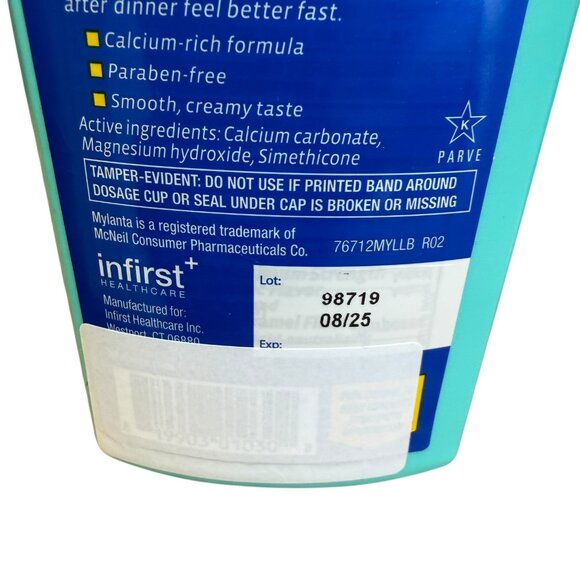 after dinner feel better fast.
Calcium-rich formula
Paraben-free
Smooth, creamy taste
Active ingredients: Calcium carbonate,
Magnesium hydroxide, Simethicone
K
PARVE
TAMPER-EVIDENT: DO NOT USE IF PRINTED BAND AROUND
DOSAGE CUP OR SEAL UNDER CAP IS BROKEN OR MISSING
Mylanta is a registered trademark of
McNeil Consumer Pharmaceuticals Co.
76712MYLLB R02
infirst+
HEALTHCARE
Manufactured for:
Infirst Healthcare Inc.
Westport, CT 06880
Lot:
98719
08/25
Exp: